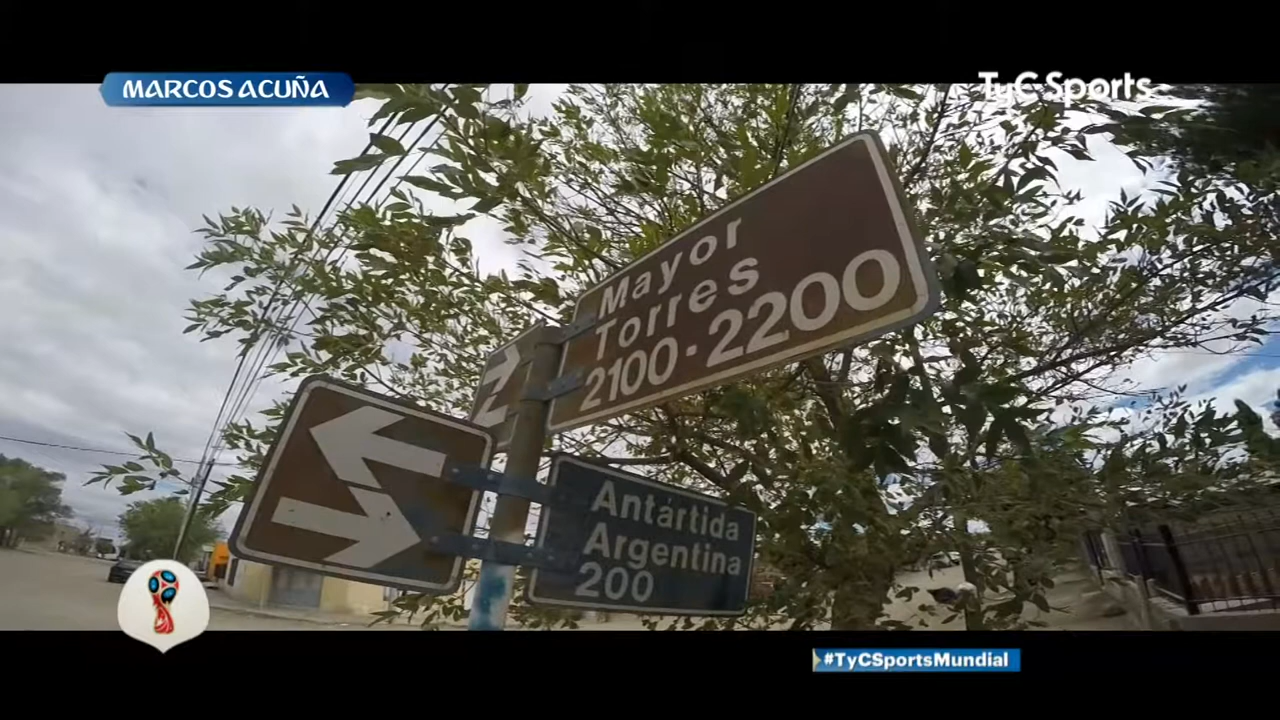 MARCOS ACUÑA
TyC Sports
Mayor
Torres
2100-2200
Antártida
Argentina
200
#TyCSportsMundial